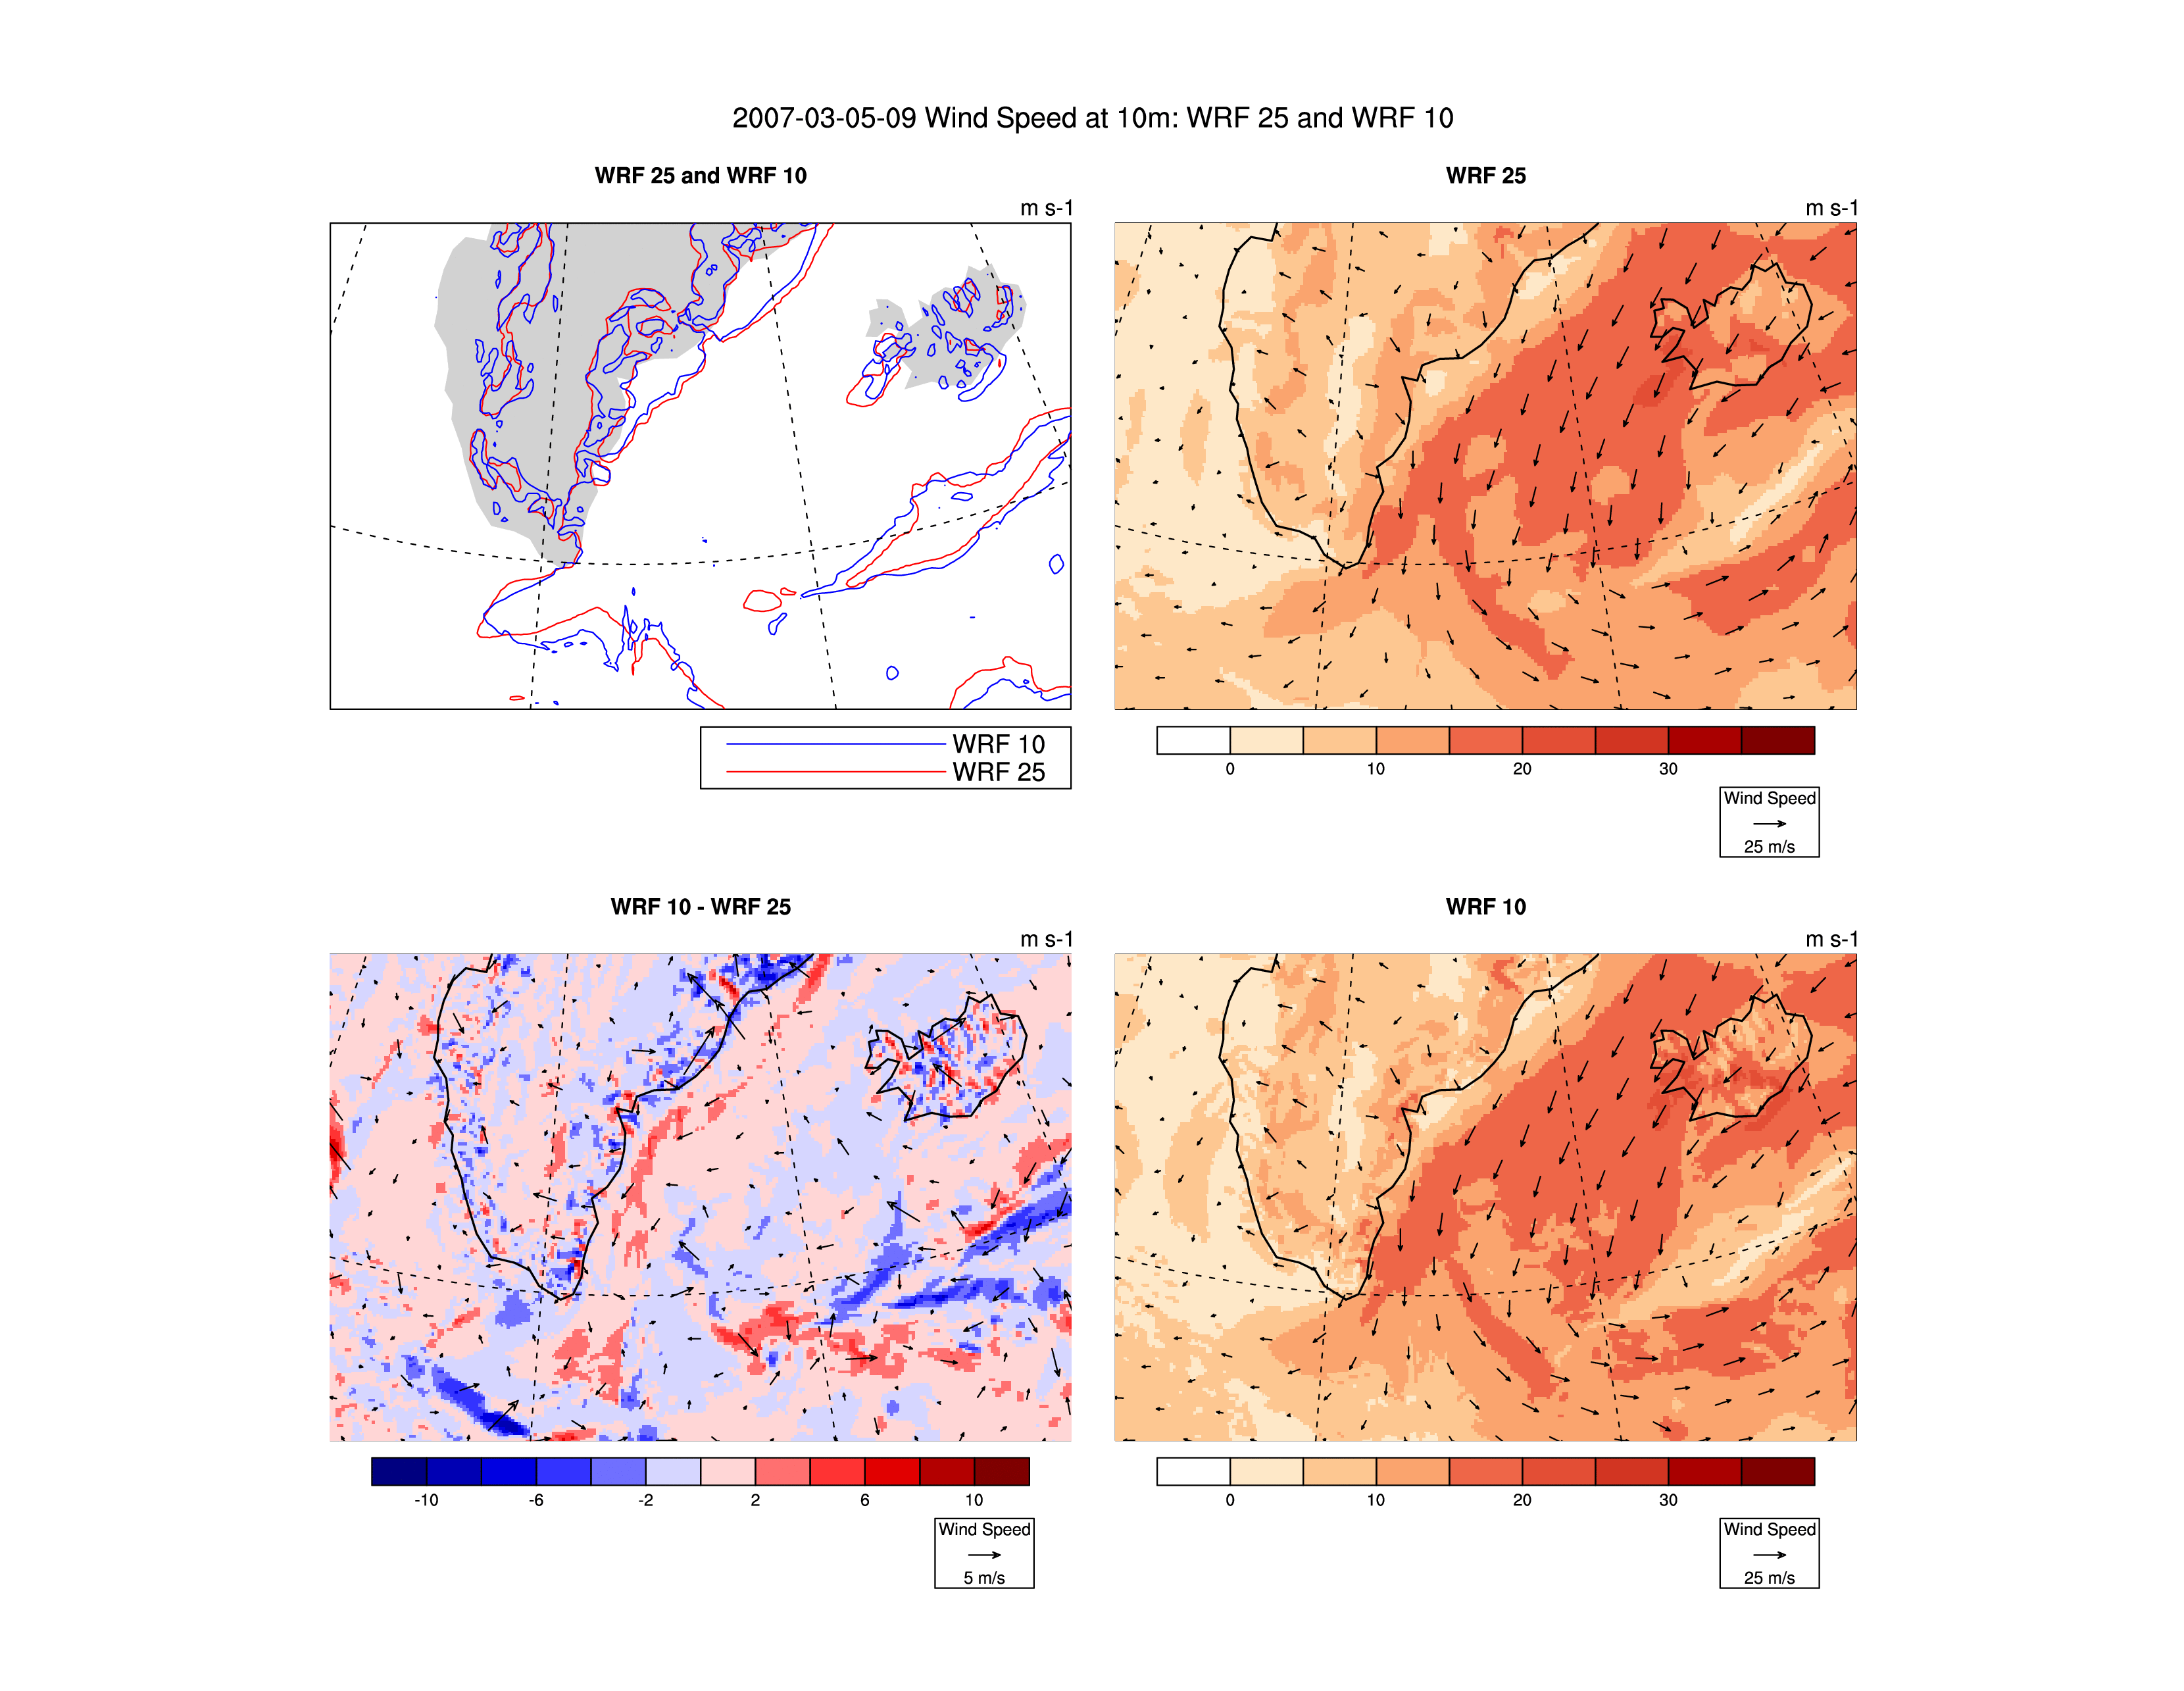 2007-03-05-09 Wind Speed at 10m: WRF 25 and WRF 10
WRF 25 and WRF 10
m s-1
WRF 10
WRF 25
WRF 25
m s-1
0 10 20 30
Wind Speed
25 m/s
WRF 10 - WRF 25
m s-1
-10 -6 -2 2 6 10
Wind Speed
5 m/s
WRF 10
m s-1
0 10 20 30
Wind Speed
25 m/s